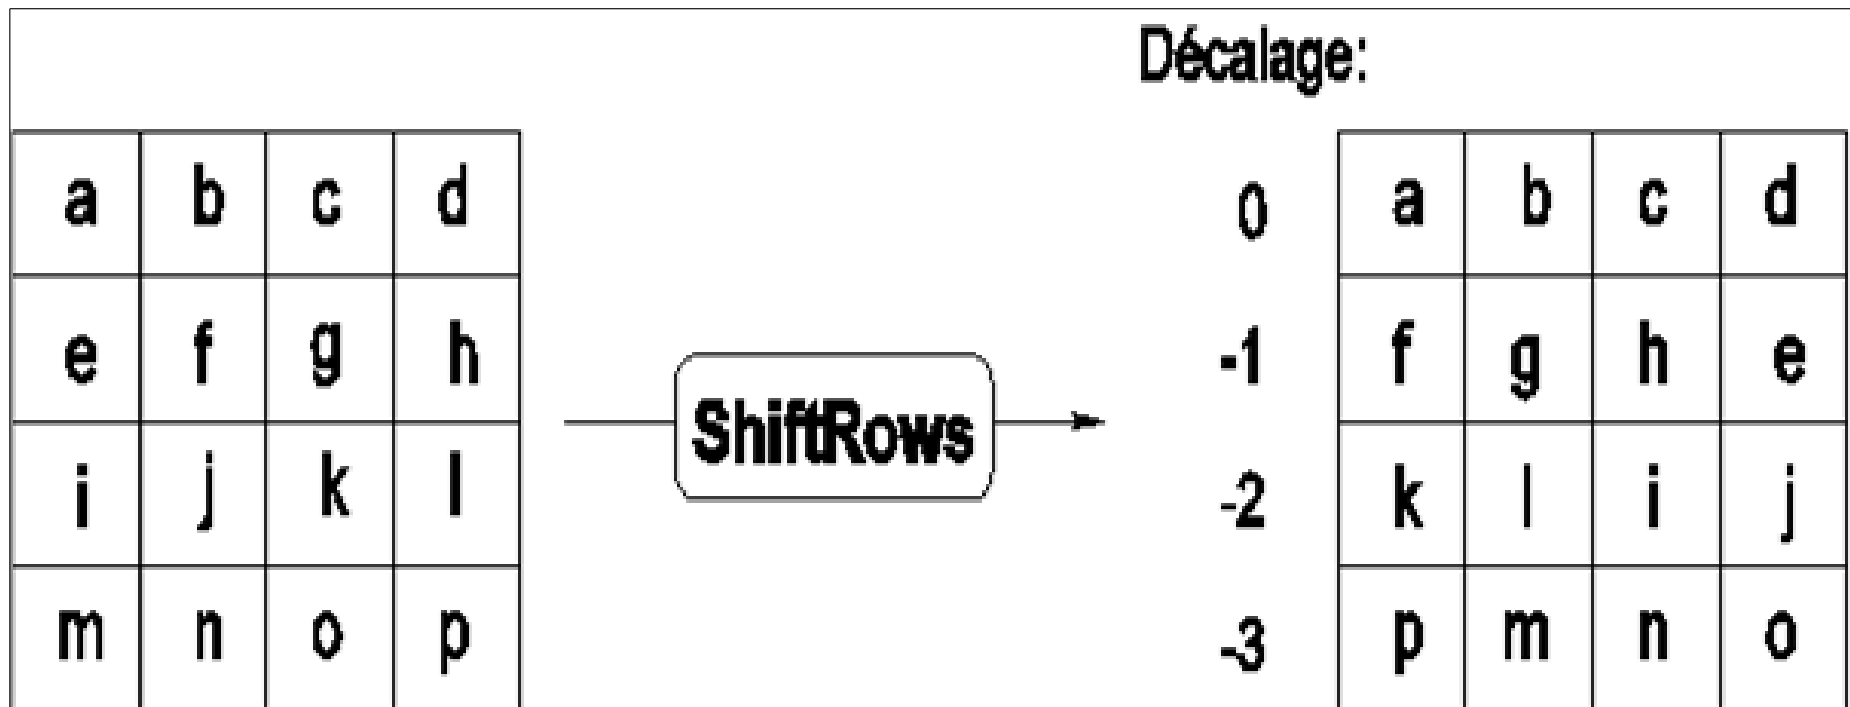 Décalage:
a b c d 0 a b c d
e f g h -1 f g h e
ShiftRows
i j k l -2 k l i j
m n o p -3 p m n o